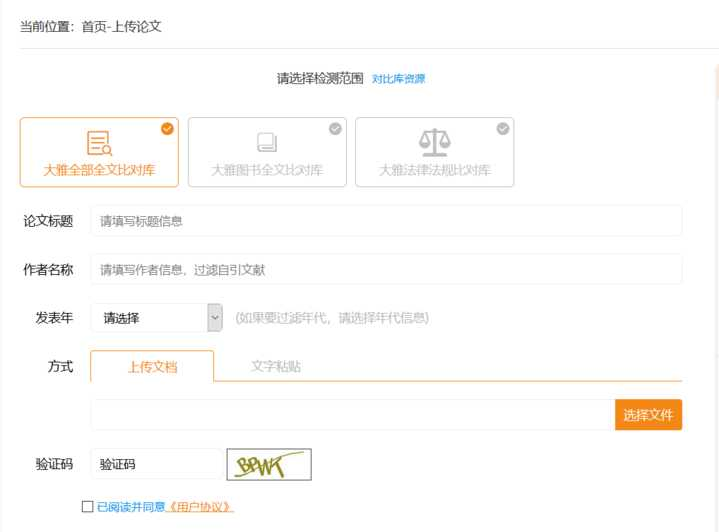 当前位置：首页-上传论文
请选择检测范围 对比库资源
大雅全部全文比对库 大雅图书全文比对库 大雅法律法规比对库
论文标题 请填写标题信息
作者名称 请填写作者信息，过滤自引文献
发表年 请选择 (如果要过滤年代，请选择年代信息)
方式 上传文档 文字粘贴
选择文件
验证码 验证码 BPWT
已阅读并同意《用户协议》